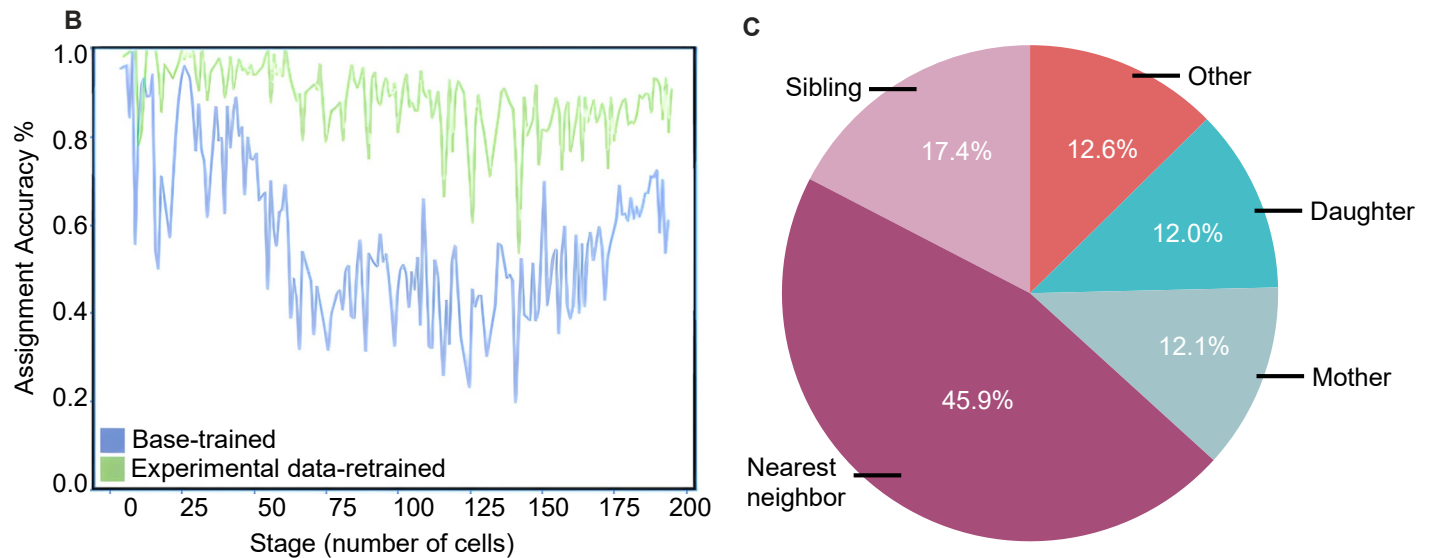 B
Assignment Accuracy %
1.0
0.8
0.6
0.4
0.2
0.0
Base-trained
Experimental data-retrained
0 25 50 75 100 125 150 175 200
Stage (number of cells)
C
Sibling
Other
17.4%
12.6%
Daughter
12.0%
12.1%
Mother
45.9%
Nearest
neighbor